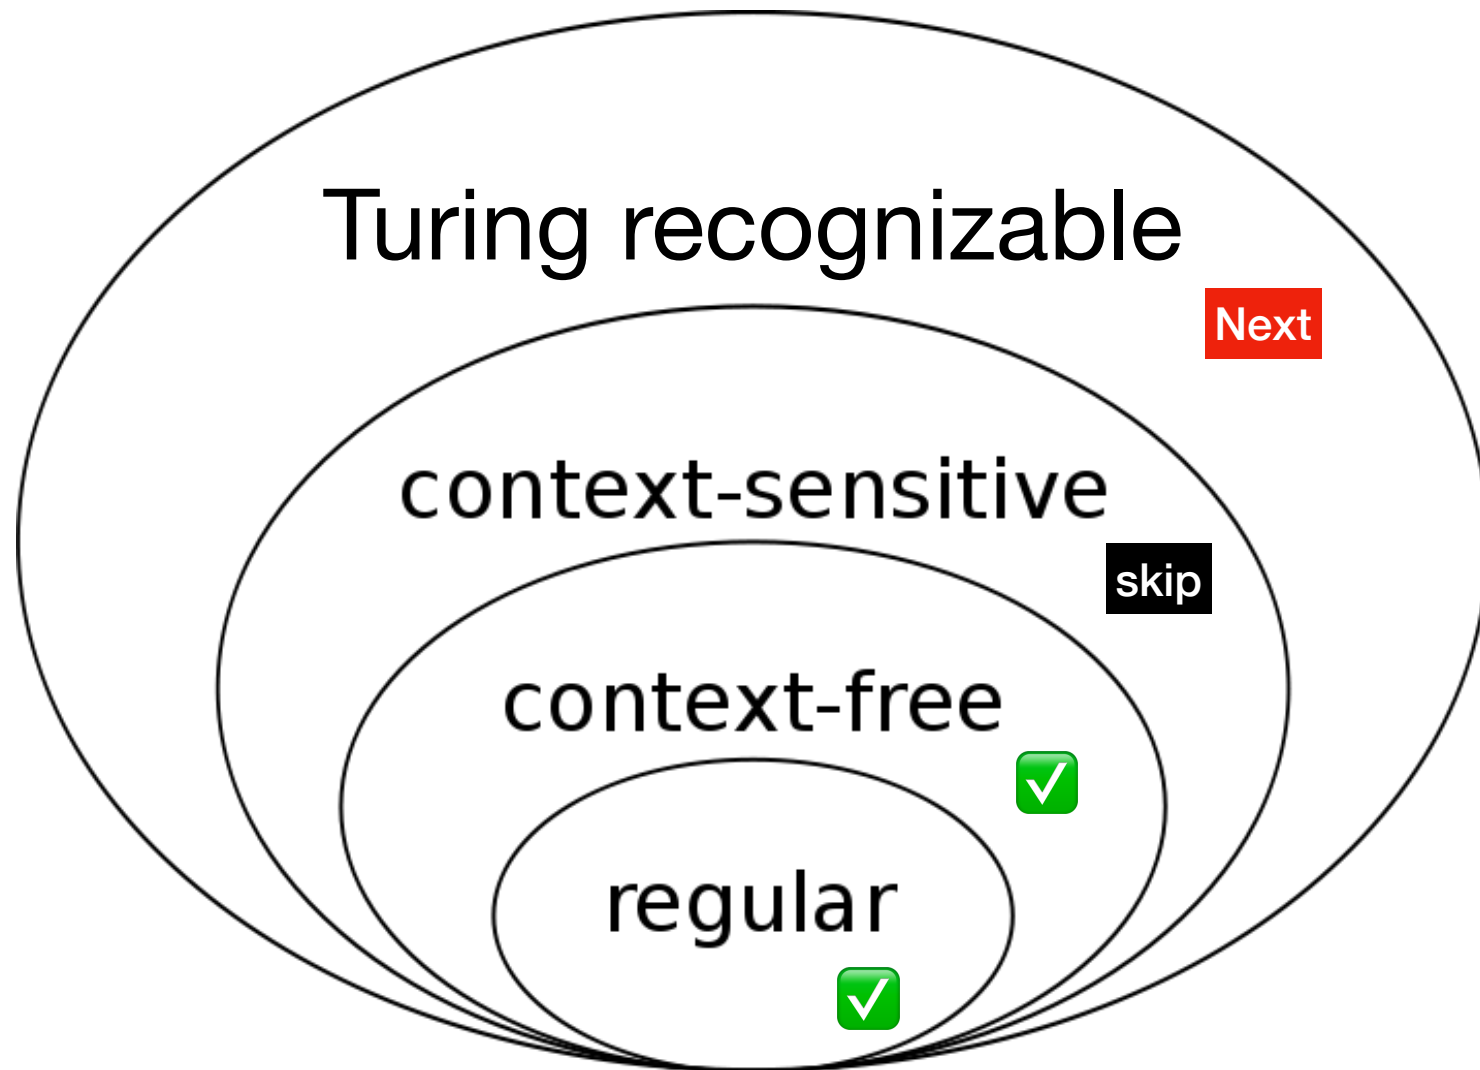 Turing recognizable
Next
context-sensitive
skip
context-free
regular